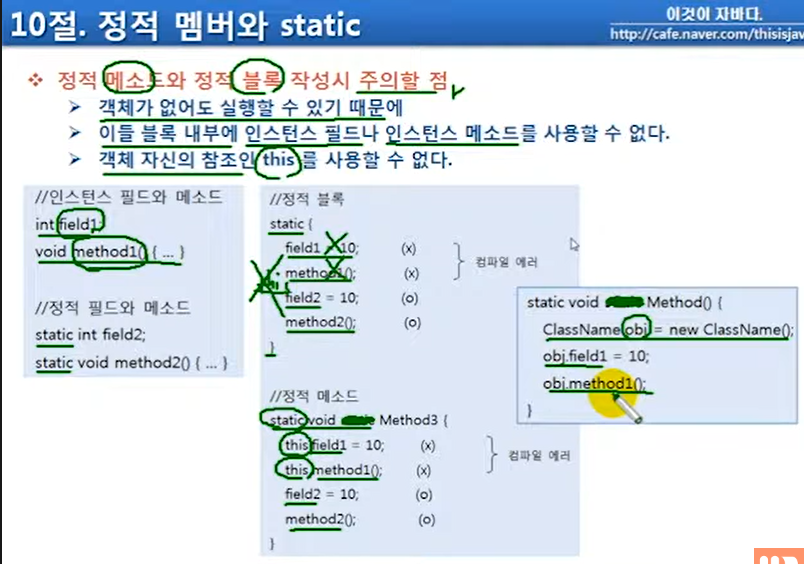 10절. 정적 멤버와 static
이것이 자바다.
http://cafe.naver.com/thisisjav
❖ 정적 메소드와 정적 블록 작성시 주의할 점
➢ 객체가 없어도 실행할 수 있기 때문에
➢ 이들 블록 내부에 인스턴스 필드나 인스턴스 메소드를 사용할 수 없다.
➢ 객체 자신의 참조인 this를 사용할 수 없다.
//인스턴스 필드와 메소드
int field1;
void method1() { ... }
//정적 필드와 메소드
static int field2;
static void method2() { ... }
//정적 블록
static {
field1 = 10; (x)
method1(); (x)
컴파일 에러
field2 = 10; (o)
method2(); (o)
}
//정적 메소드
static void Method3 {
this.field1 = 10; (x)
this.method1(); (x)
컴파일 에러
field2 = 10; (o)
method2(); (o)
}
static void Method() {
ClassName obj = new ClassName();
obj.field1 = 10;
obj.method1();
}